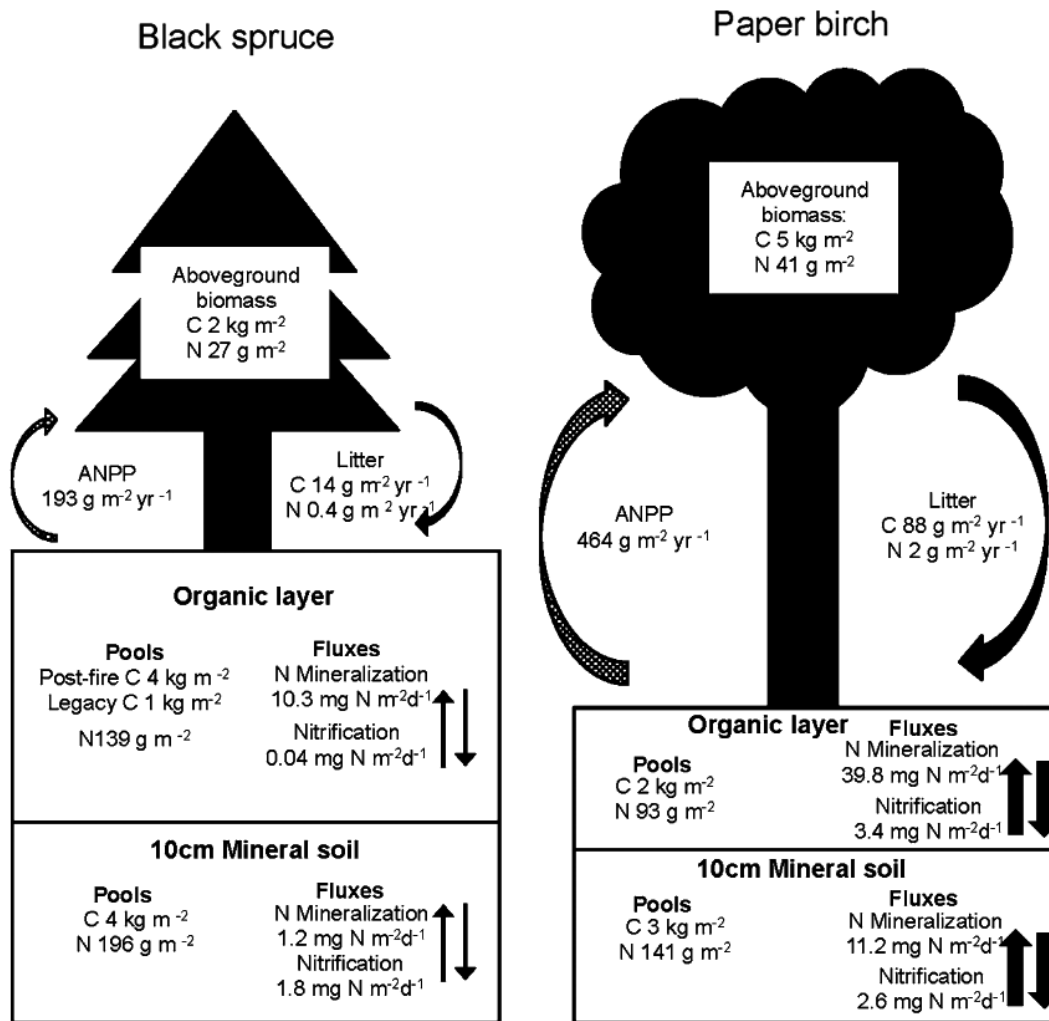 Black spruce
Aboveground
biomass
C 2 kg m⁻²
N 27 g m⁻²
ANPP
193 g m⁻² yr ⁻¹
Litter
C 14 g m⁻² yr ⁻¹
N 0.4 g m ² yr ⁻¹
Organic layer
Pools
Post-fire C 4 kg m ⁻²
Legacy C 1 kg m⁻²
N139 g m ⁻²
Fluxes
N Mineralization
10.3 mg N m⁻²d⁻¹
Nitrification
0.04 mg N m⁻²d⁻¹
10cm Mineral soil
Pools
C 4 kg m ⁻²
N 196 g m ⁻²
Fluxes
N Mineralization
1.2 mg N m⁻²d⁻¹
Nitrification
1.8 mg N m⁻²d⁻¹
Paper birch
Aboveground
biomass:
C 5 kg m⁻²
N 41 g m⁻²
ANPP
464 g m⁻² yr ⁻¹
Litter
C 88 g m⁻² yr ⁻¹
N 2 g m⁻² yr ⁻¹
Organic layer
Pools
C 2 kg m⁻²
N 93 g m⁻²
Fluxes
N Mineralization
39.8 mg N m⁻²d⁻¹
Nitrification
3.4 mg N m⁻²d⁻¹
10cm Mineral soil
Pools
C 3 kg m⁻²
N 141 g m⁻²
Fluxes
N Mineralization
11.2 mg N m⁻²d⁻¹
Nitrification
2.6 mg N m⁻²d⁻¹